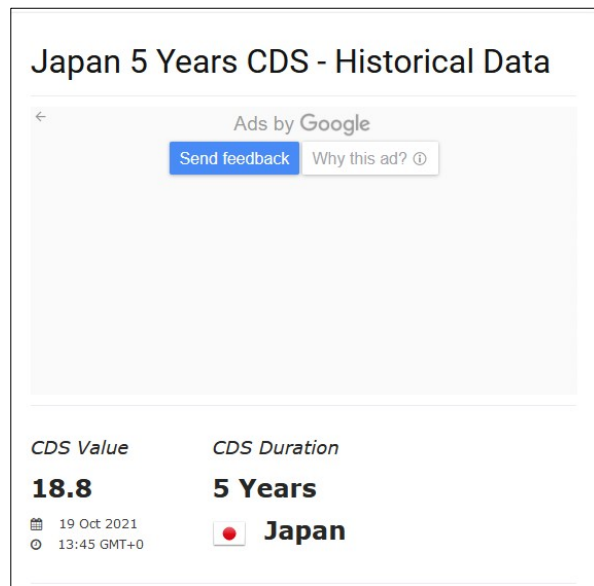 Japan 5 Years CDS - Historical Data
Ads by Google
Send feedback Why this ad?
CDS Value CDS Duration
18.8 5 Years
19 Oct 2021 Japan
13:45 GMT+0